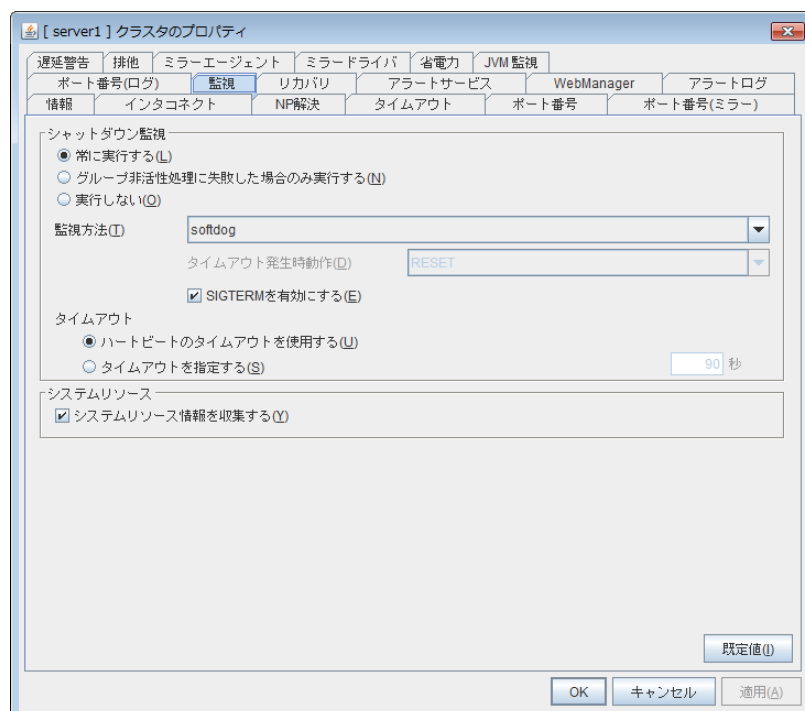 [ server1 ] クラスタのプロパティ
遅延警告 排他 ミラーエージェント ミラードライバ 省電力 JVM 監視
ポート番号(ログ) 監視 リカバリ アラートサービス WebManager アラートログ
情報 インタコネクト NP解決 タイムアウト ポート番号 ポート番号(ミラー)
シャットダウン監視
常に実行する(L)
グループ非活性処理に失敗した場合のみ実行する(N)
実行しない(O)
監視方法(T) softdog
タイムアウト発生時動作(D) RESET
SIGTERMを有効にする(E)
タイムアウト
ハートビートのタイムアウトを使用する(U)
タイムアウトを指定する(S) 90 秒
システムリソース
システムリソース情報を収集する(Y)
既定値(I)
OK キャンセル 適用(A)